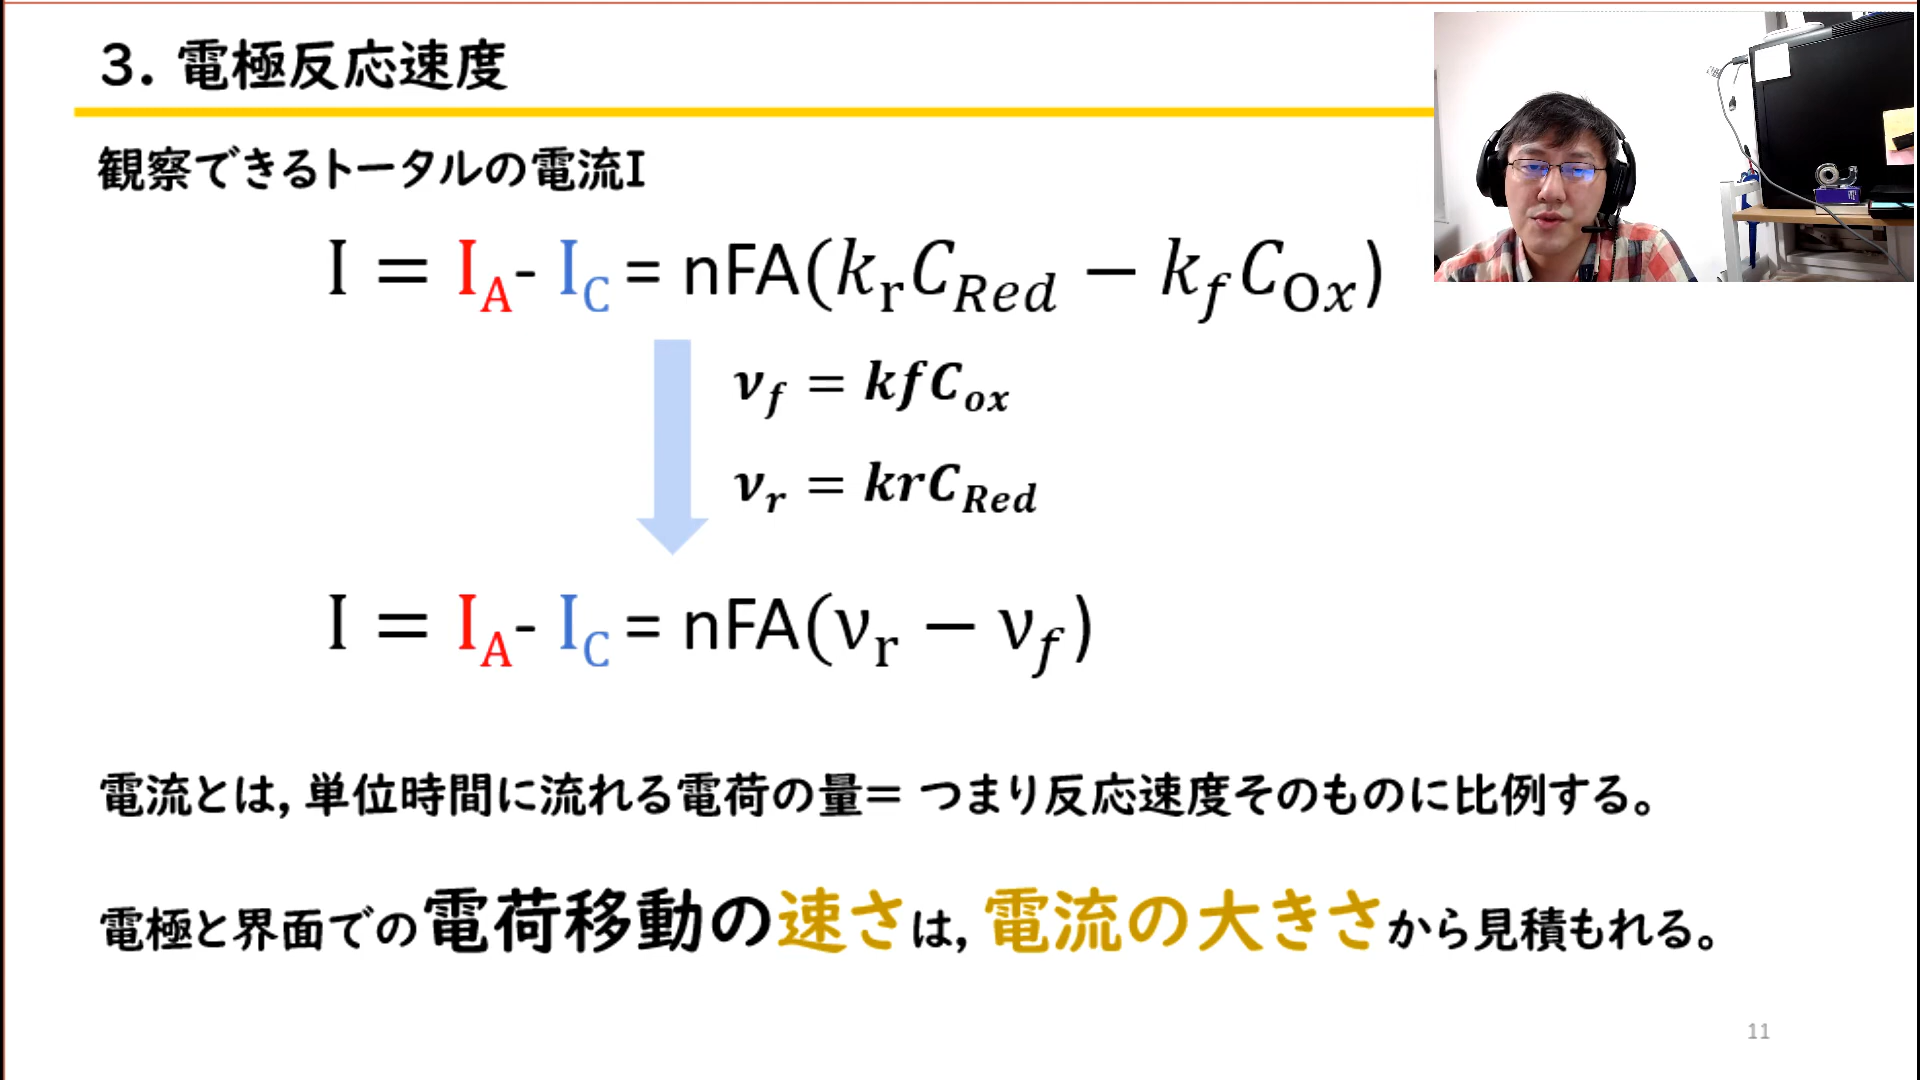 3. 電極反応速度
観察できるトータルの電流I
I = I_A - I_C = nFA(k_r C_Red − k_f C_Ox)
ν_f = kfC_ox
ν_r = krC_Red
I = I_A - I_C = nFA(ν_r − ν_f)
電流とは, 単位時間に流れる電荷の量= つまり反応速度そのものに比例する。
電極と界面での電荷移動の速さは, 電流の大きさから見積もれる。
11